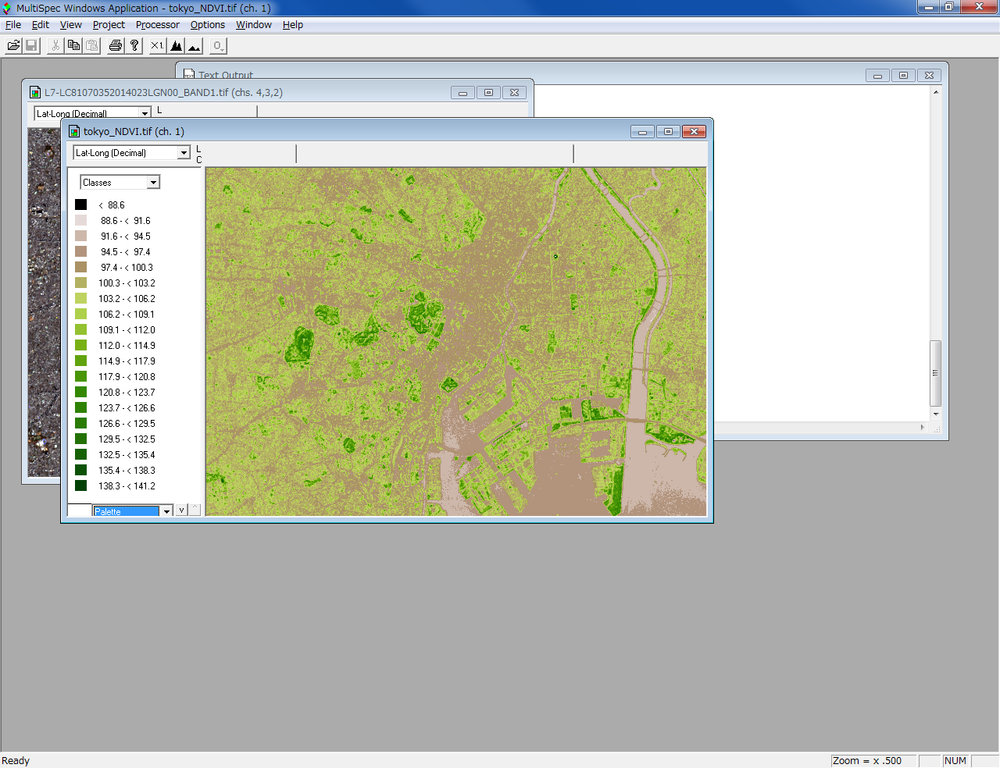 MultiSpec Windows Application - tokyo_NDVI.tif (ch. 1)
File Edit View Project Processor Options Window Help
X1.
O.
Text Output
L7-LC81070352014023LGN00_BAND1.tif (chs. 4,3,2)
Lat-Long (Decimal)
L
tokyo_NDVI.tif (ch. 1)
Lat-Long (Decimal)
L
C
Classes
< 88.6
88.6 - < 91.6
91.6 - < 94.5
94.5 - < 97.4
97.4 - < 100.3
100.3 - < 103.2
103.2 - < 106.2
106.2 - < 109.1
109.1 - < 112.0
112.0 - < 114.9
114.9 - < 117.9
117.9 - < 120.8
120.8 - < 123.7
123.7 - < 126.6
126.6 - < 129.5
129.5 - < 132.5
132.5 - < 135.4
135.4 - < 138.3
138.3 - < 141.2
Palette
v
Ready
Zoom = x .500
NUM